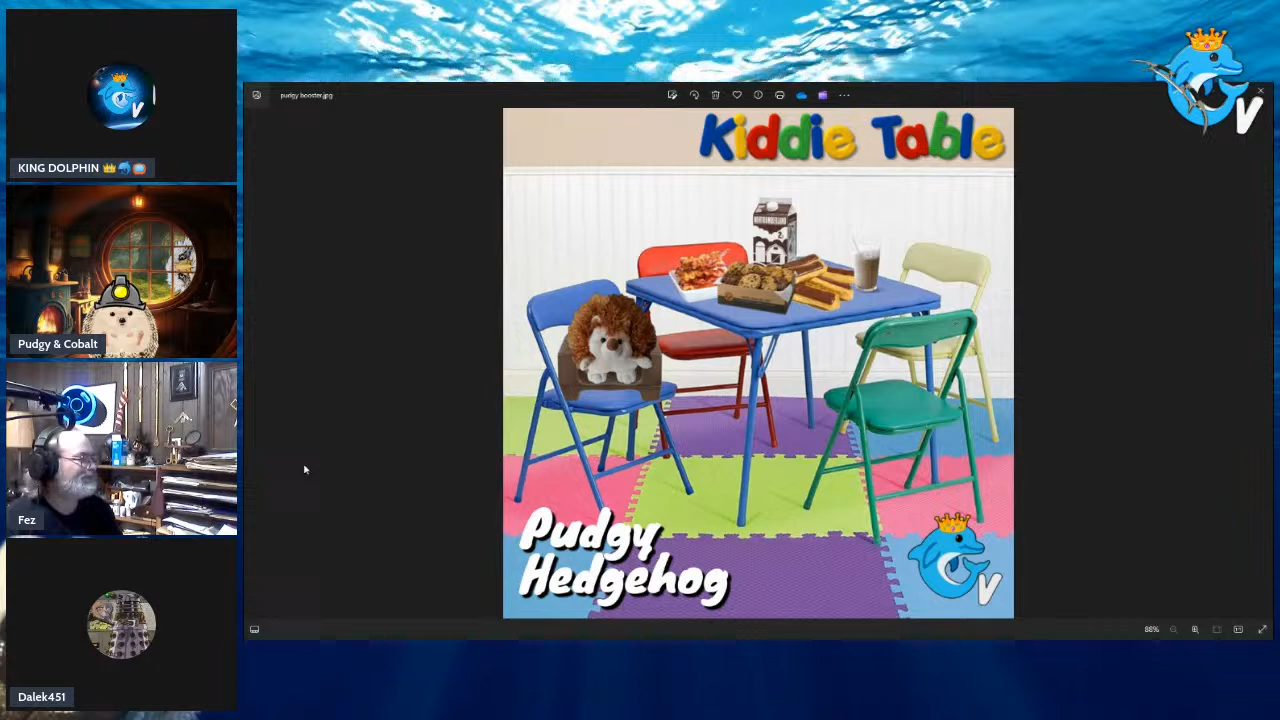 KING DOLPHIN
Pudgy & Cobalt
Fez
Dalek451
pudgy booster.jpg
Kiddie Table
Pudgy
Hedgehog
V
V
V
88%